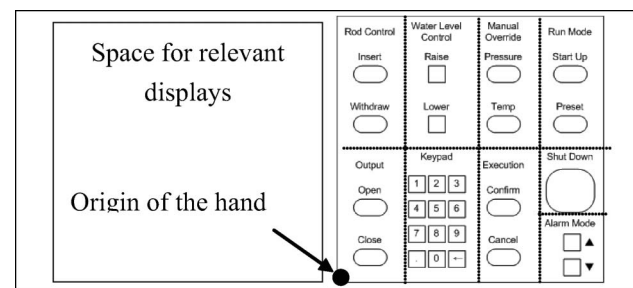 Space for relevant
displays
Origin of the hand
Rod Control
Insert
Withdraw
Water Level
Control
Raise
Lower
Manual
Override
Pressure
Temp
Run Mode
Start Up
Preset
Output
Open
Close
Keypad
1 2 3
4 5 6
7 8 9
. 0 ←
Execution
Confirm
Cancel
Shut Down
Alarm Mode
▲
▼